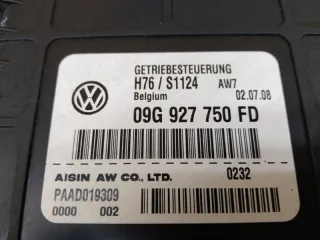 GETRIEBESTEUERUNG
H76 / S1124 AW7
Belgium 02.07.08
09G 927 750 FD
AISIN AW CO., LTD. 0232
PAAD019309
0000 002